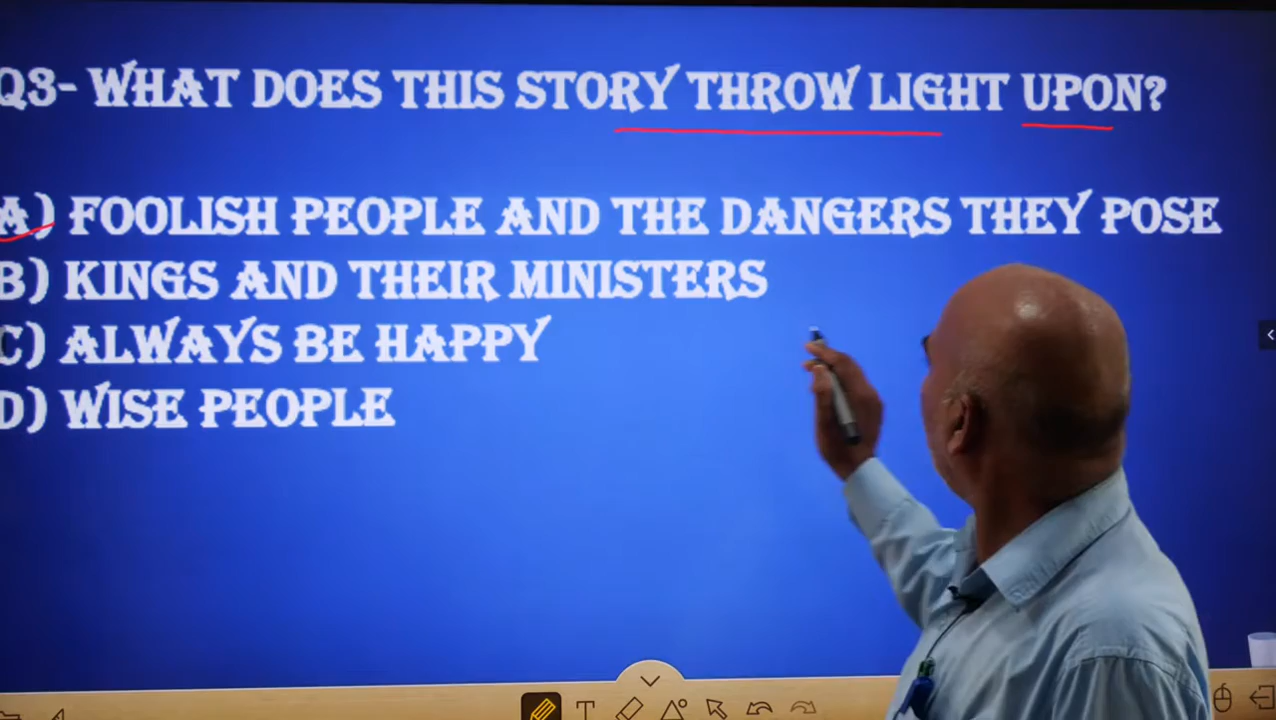 Q3- WHAT DOES THIS STORY THROW LIGHT UPON?
A) FOOLISH PEOPLE AND THE DANGERS THEY POSE
B) KINGS AND THEIR MINISTERS
C) ALWAYS BE HAPPY
D) WISE PEOPLE